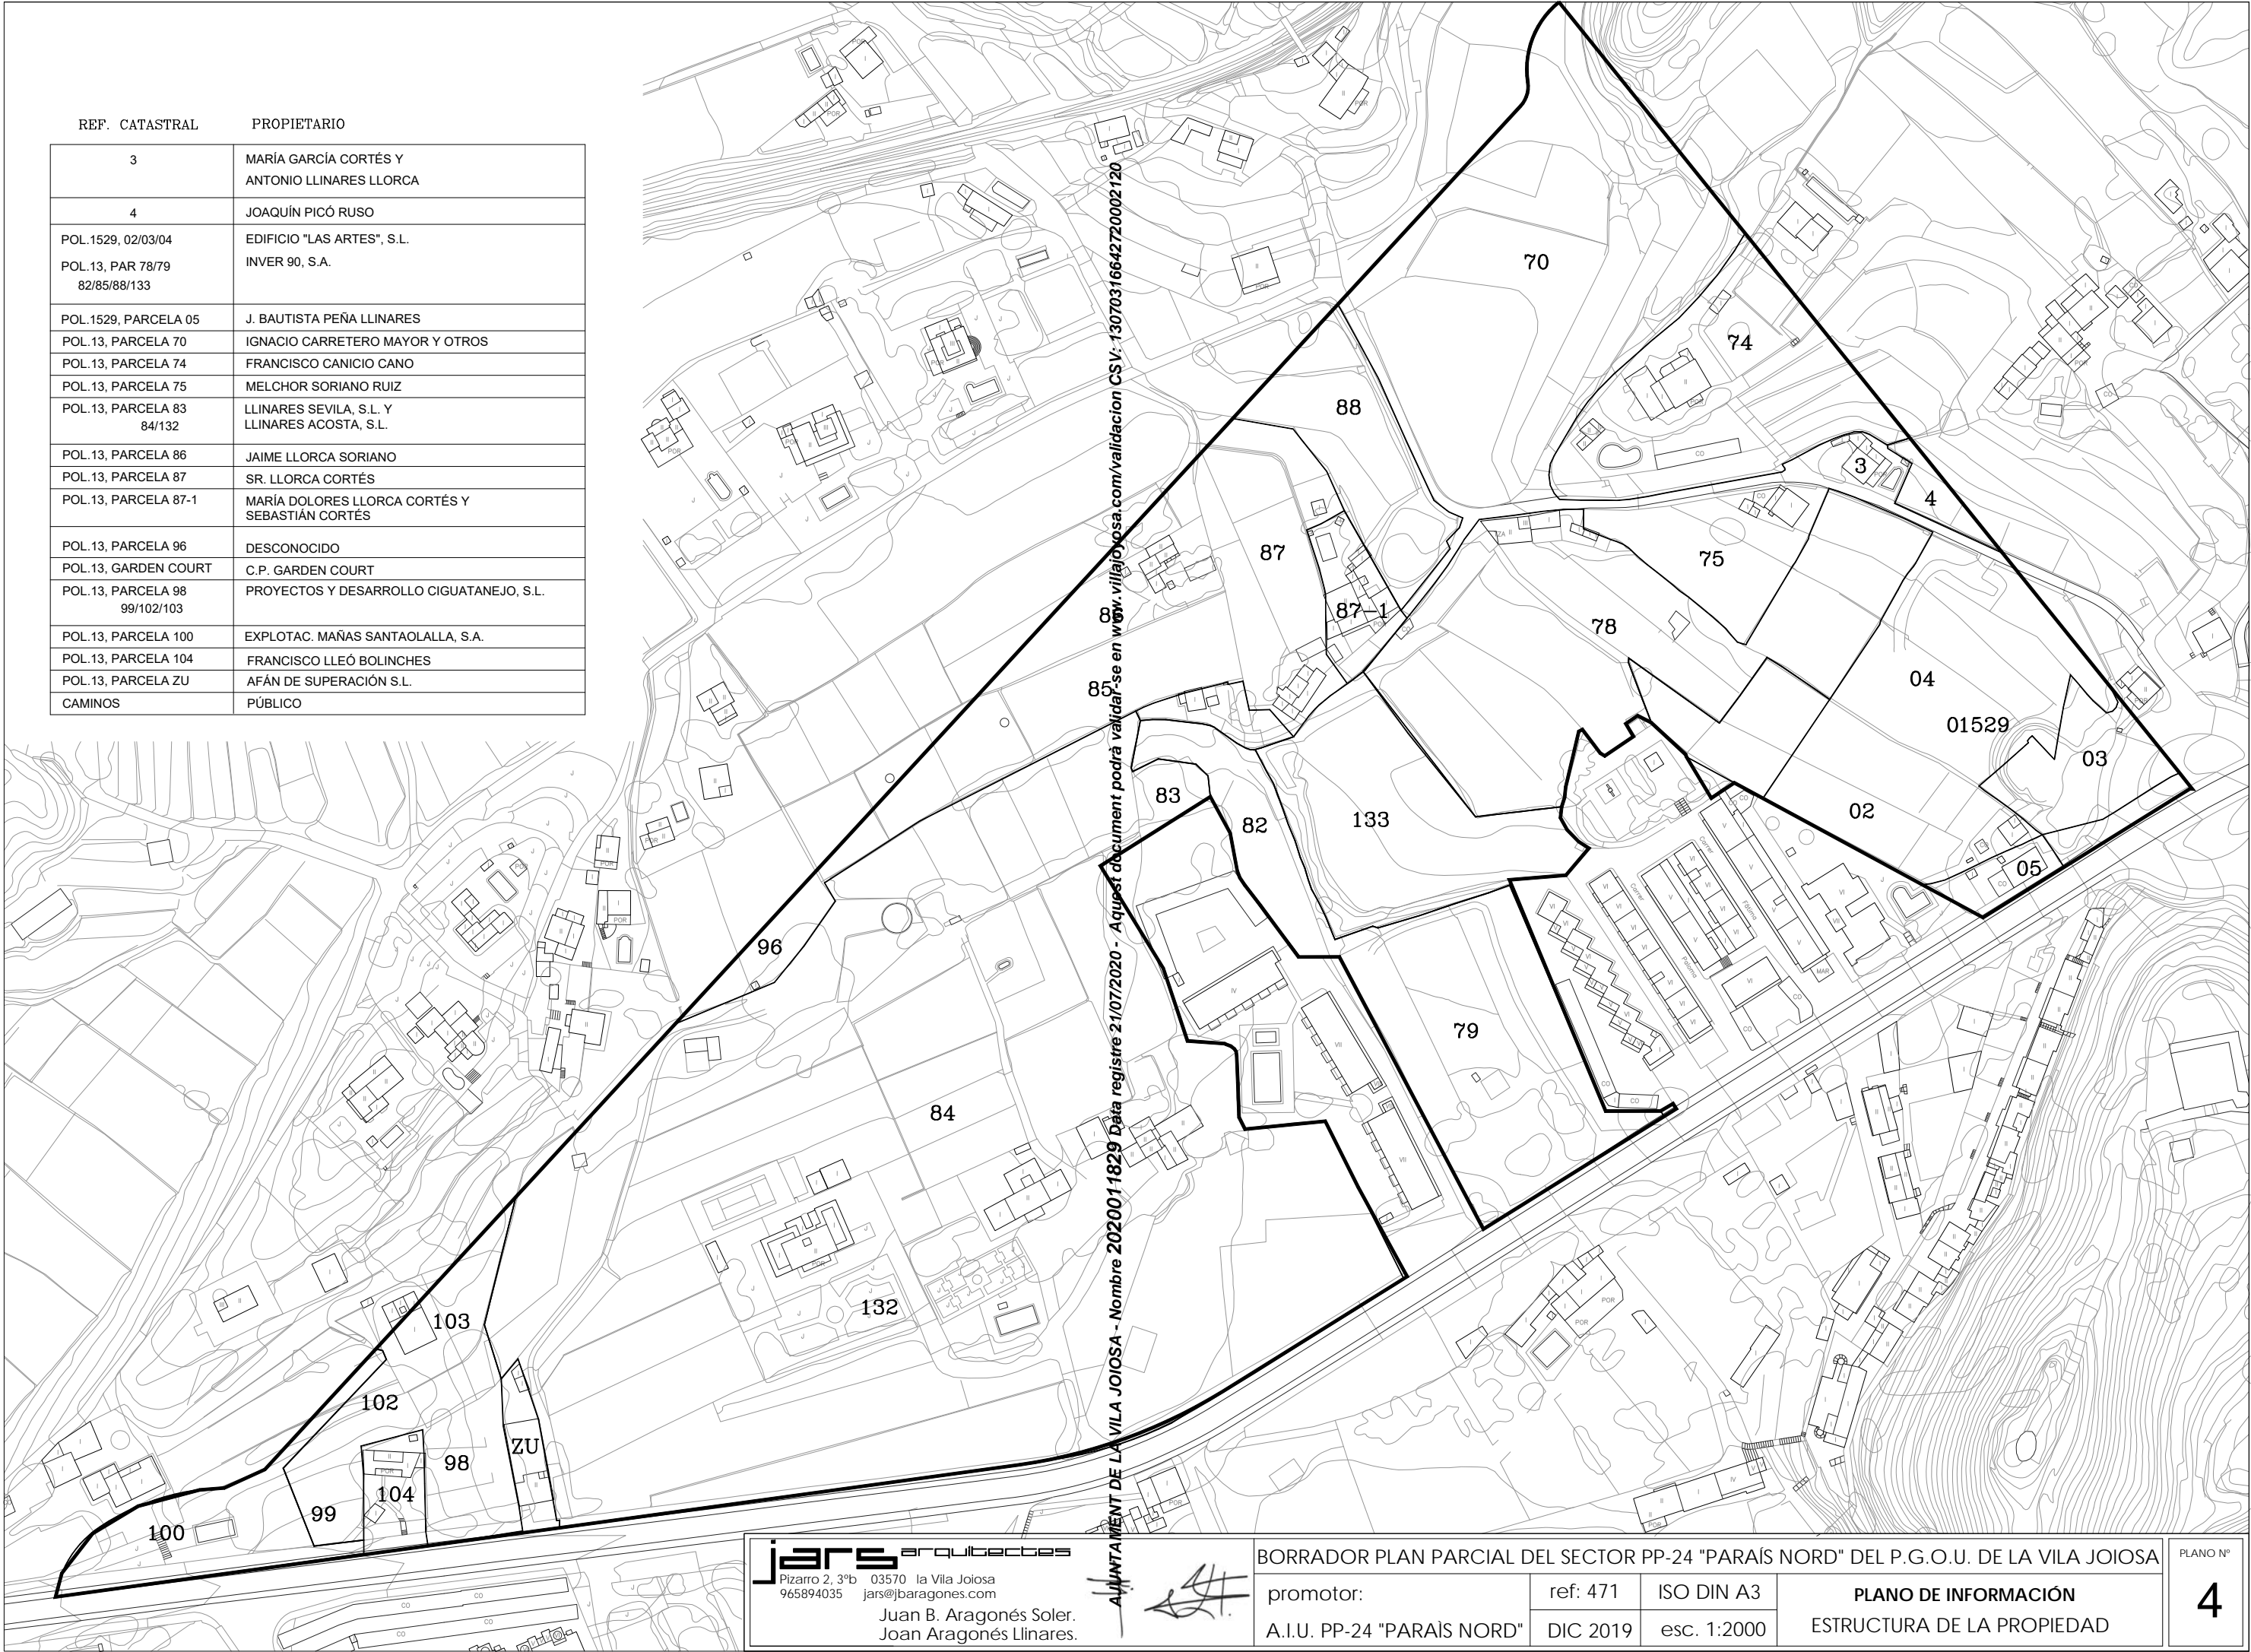 REF. CATASTRAL PROPIETARIO
3 MARÍA GARCÍA CORTÉS Y
ANTONIO LLINARES LLORCA
4 JOAQUÍN PICÓ RUSO
POL.1529, 02/03/04 EDIFICIO "LAS ARTES", S.L.
POL.13, PAR 78/79 INVER 90, S.A.
82/85/88/133
POL.1529, PARCELA 05 J. BAUTISTA PEÑA LLINARES
POL.13, PARCELA 70 IGNACIO CARRETERO MAYOR Y OTROS
POL.13, PARCELA 74 FRANCISCO CANICIO CANO
POL.13, PARCELA 75 MELCHOR SORIANO RUIZ
POL.13, PARCELA 83 LLINARES SEVILA, S.L. Y
84/132 LLINARES ACOSTA, S.L.
POL.13, PARCELA 86 JAIME LLORCA SORIANO
POL.13, PARCELA 87 SR. LLORCA CORTÉS
POL.13, PARCELA 87-1 MARÍA DOLORES LLORCA CORTÉS Y
SEBASTIÁN CORTÉS
POL.13, PARCELA 96 DESCONOCIDO
POL.13, GARDEN COURT C.P. GARDEN COURT
POL.13, PARCELA 98 PROYECTOS Y DESARROLLO CIGUATANEJO, S.L.
99/102/103
POL.13, PARCELA 100 EXPLOTAC. MAÑAS SANTAOLALLA, S.A.
POL.13, PARCELA 104 FRANCISCO LLEÓ BOLINCHES
POL.13, PARCELA ZU AFÁN DE SUPERACIÓN S.L.
CAMINOS PÚBLICO
70
74
88
3
4
87
75
87-1
78
86
85
04
01529
03
83
82
133
02
05
96
79
84
132
103
102
98
ZU
104
99
100
AJUNTAMENT DE LA VILA JOIOSA - Nombre 2020011829 Data registre 21/07/2020 - Aquest document podrà validar-se en www.villajoyosa.com/validacion CSV: 13070316642720002120
jars arquitectes
Pizarro 2, 3ºb 03570 la Vila Joiosa
965894035 jars@jbaragones.com
Juan B. Aragonés Soler.
Joan Aragonés Llinares.
BORRADOR PLAN PARCIAL DEL SECTOR PP-24 "PARAÍS NORD" DEL P.G.O.U. DE LA VILA JOIOSA
promotor:
A.I.U. PP-24 "PARAÌS NORD"
ref: 471
DIC 2019
ISO DIN A3
esc. 1:2000
PLANO DE INFORMACIÓN
ESTRUCTURA DE LA PROPIEDAD
PLANO Nº
4